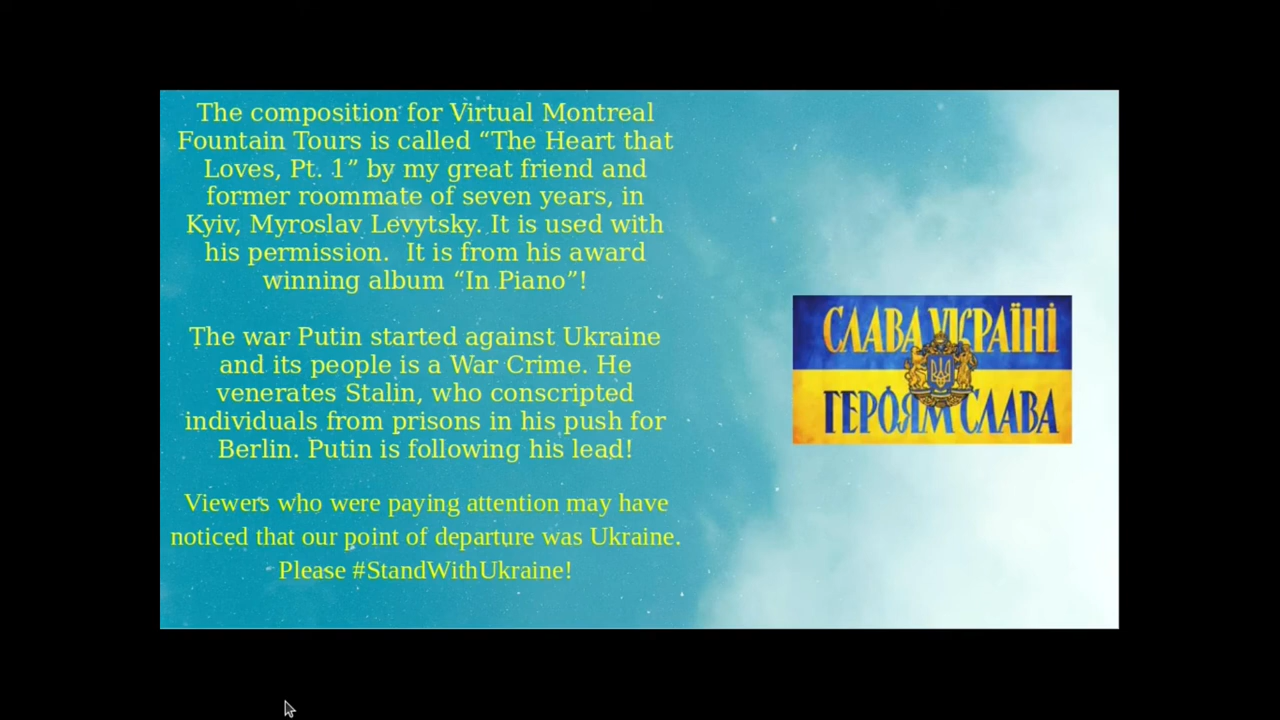 The composition for Virtual Montreal
Fountain Tours is called “The Heart that
Loves, Pt. 1” by my great friend and
former roommate of seven years, in
Kyiv, Myroslav Levytsky. It is used with
his permission.  It is from his award
winning album “In Piano”!
The war Putin started against Ukraine
and its people is a War Crime. He
venerates Stalin, who conscripted
individuals from prisons in his push for
Berlin. Putin is following his lead!
Viewers who were paying attention may have
noticed that our point of departure was Ukraine.
Please #StandWithUkraine!
СЛАВА УКРАЇНІ
ГЕРОЯМ СЛАВА